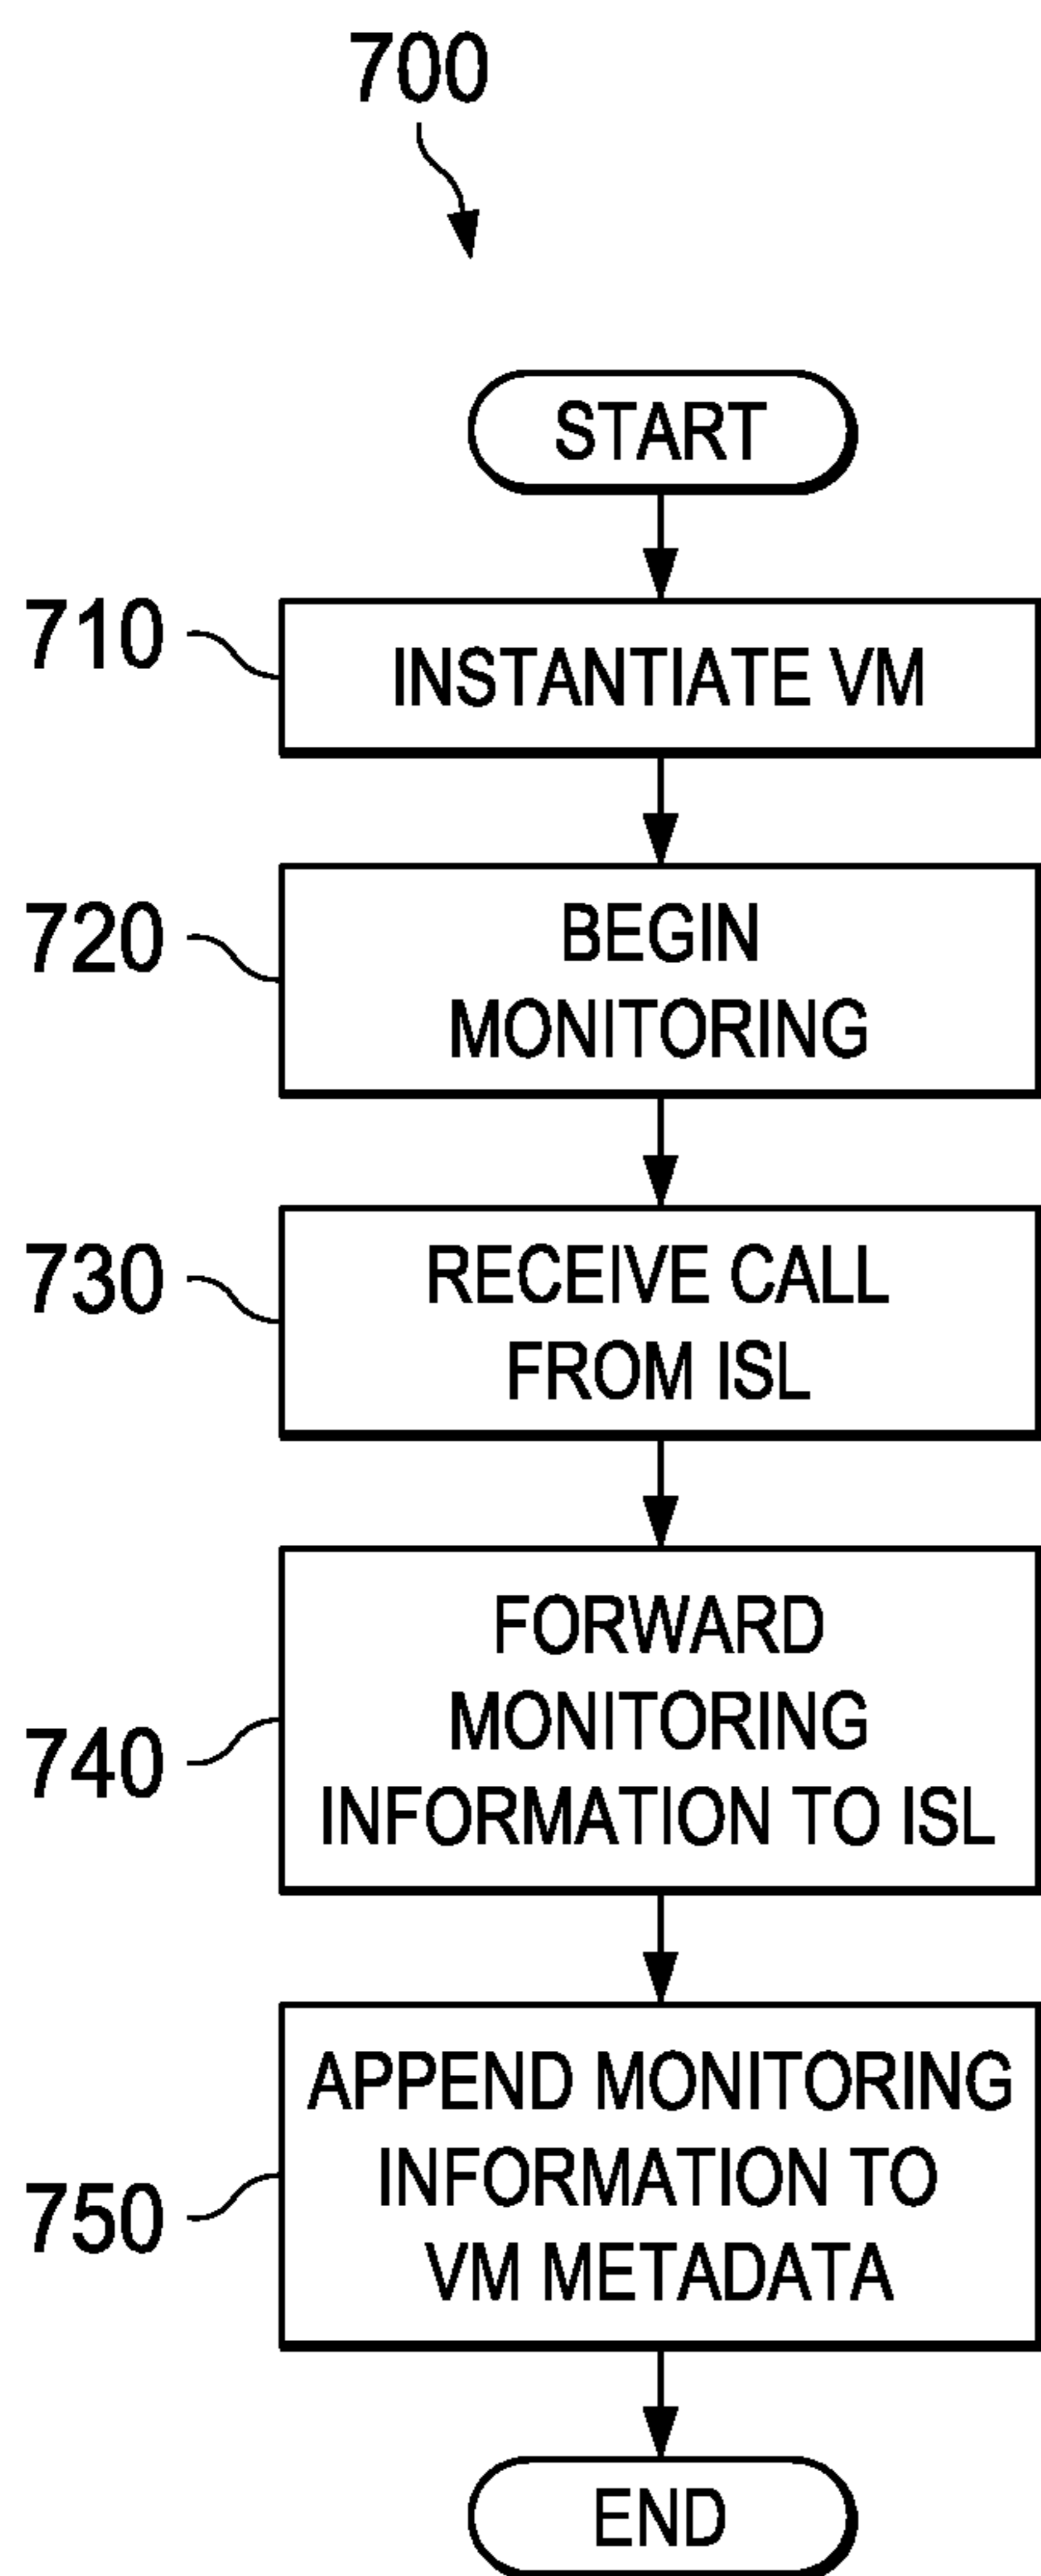 700
START
710
INSTANTIATE VM
720
BEGIN
MONITORING
730
RECEIVE CALL
FROM ISL
740
FORWARD
MONITORING
INFORMATION TO ISL
750
APPEND MONITORING
INFORMATION TO
VM METADATA
END